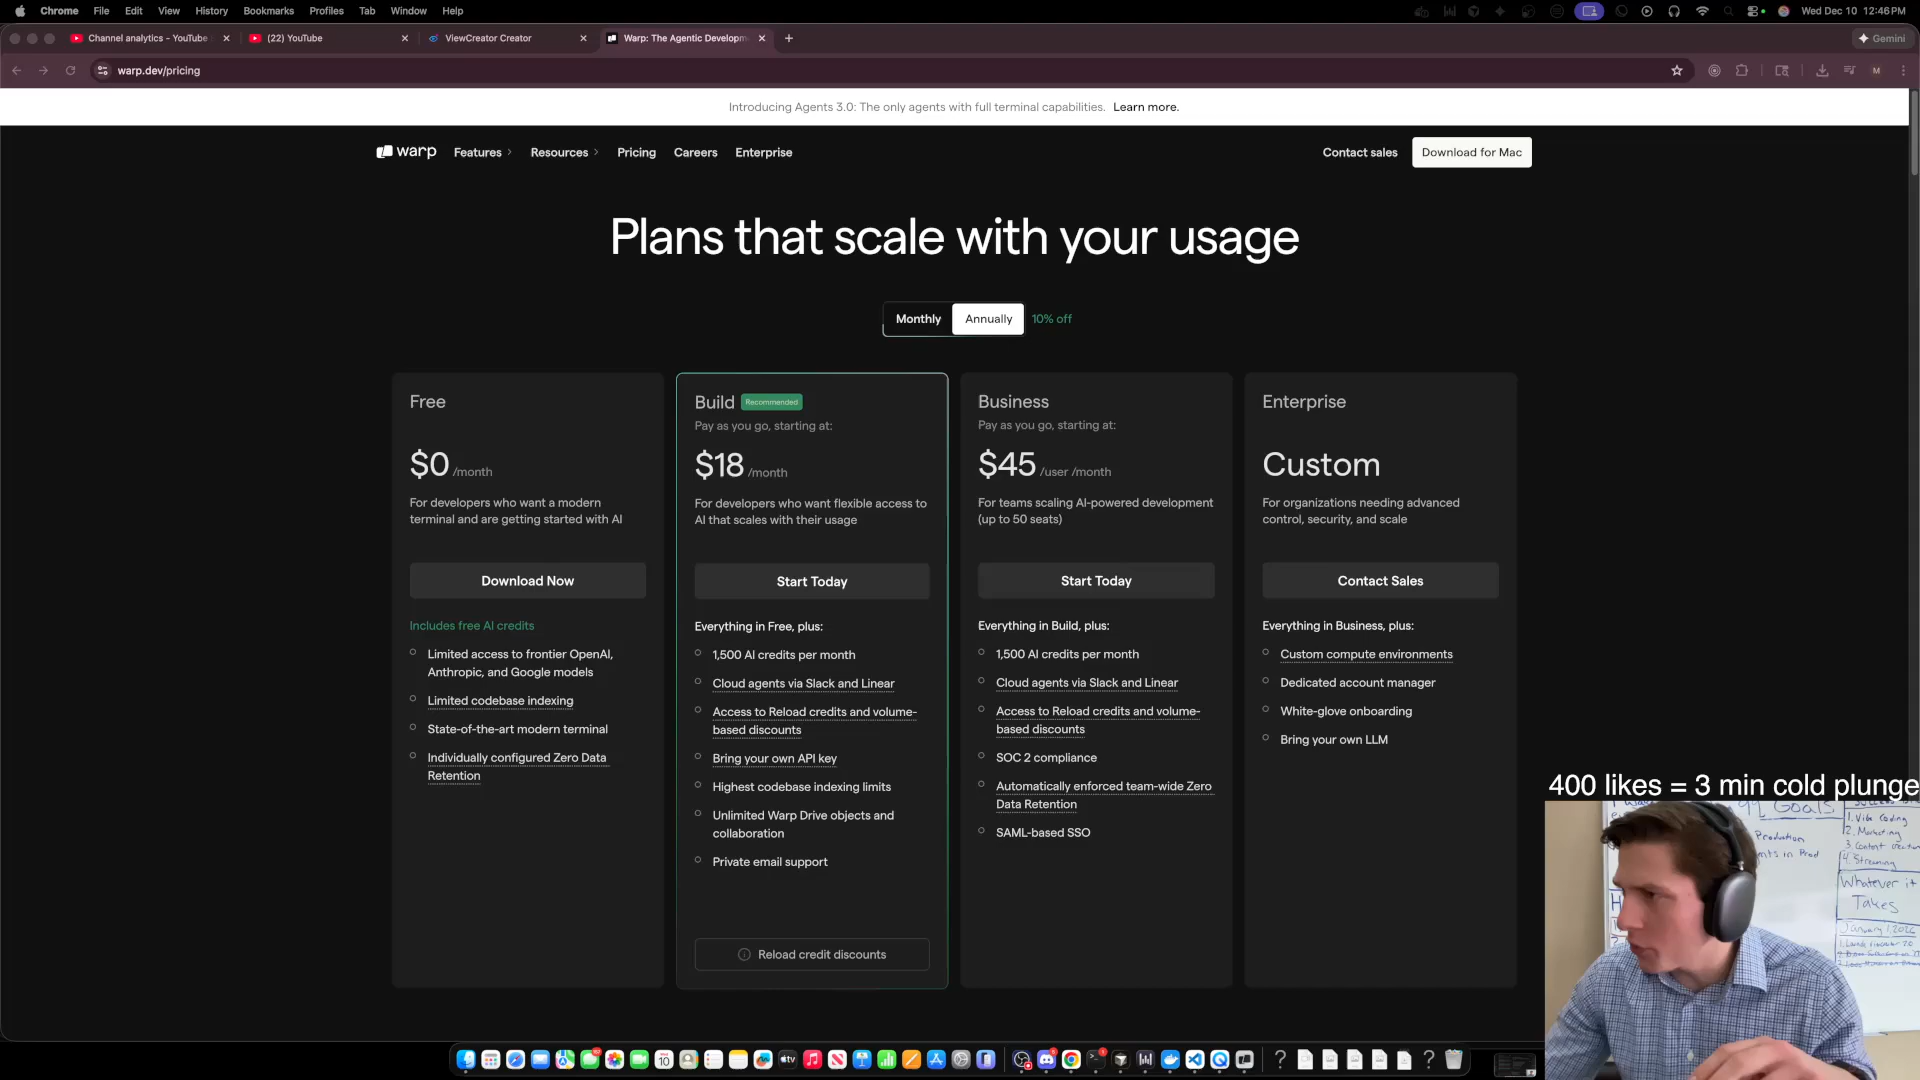 Chrome File Edit View History Bookmarks Profiles Tab Window Help
Wed Dec 10 12:46 PM
Channel analytics - YouTube
(22) YouTube
ViewCreator Creator
Warp: The Agentic Developm
Gemini
warp.dev/pricing
M
Introducing Agents 3.0: The only agents with full terminal capabilities. Learn more.
warp Features Resources Pricing Careers Enterprise
Contact sales Download for Mac
Plans that scale with your usage
Monthly Annually 10% off
Free
$0 /month
For developers who want a modern
terminal and are getting started with AI
Download Now
Includes free AI credits
Limited access to frontier OpenAI,
Anthropic, and Google models
Limited codebase indexing
State-of-the-art modern terminal
Individually configured Zero Data
Retention
Build Recommended
Pay as you go, starting at:
$18 /month
For developers who want flexible access to
AI that scales with their usage
Start Today
Everything in Free, plus:
1,500 AI credits per month
Cloud agents via Slack and Linear
Access to Reload credits and volume-
based discounts
Bring your own API key
Highest codebase indexing limits
Unlimited Warp Drive objects and
collaboration
Private email support
Reload credit discounts
Business
Pay as you go, starting at:
$45 /user /month
For teams scaling AI-powered development
(up to 50 seats)
Start Today
Everything in Build, plus:
1,500 AI credits per month
Cloud agents via Slack and Linear
Access to Reload credits and volume-
based discounts
SOC 2 compliance
Automatically enforced team-wide Zero
Data Retention
SAML-based SSO
Enterprise
Custom
For organizations needing advanced
control, security, and scale
Contact Sales
Everything in Business, plus:
Custom compute environments
Dedicated account manager
White-glove onboarding
Bring your own LLM
400 likes = 3 min cold plunge
Goals
Production
in Prod
1. Vibe Coding
2. Marketing
3. Content
4. Streaming
Whatever it
Takes
January 1, 2026